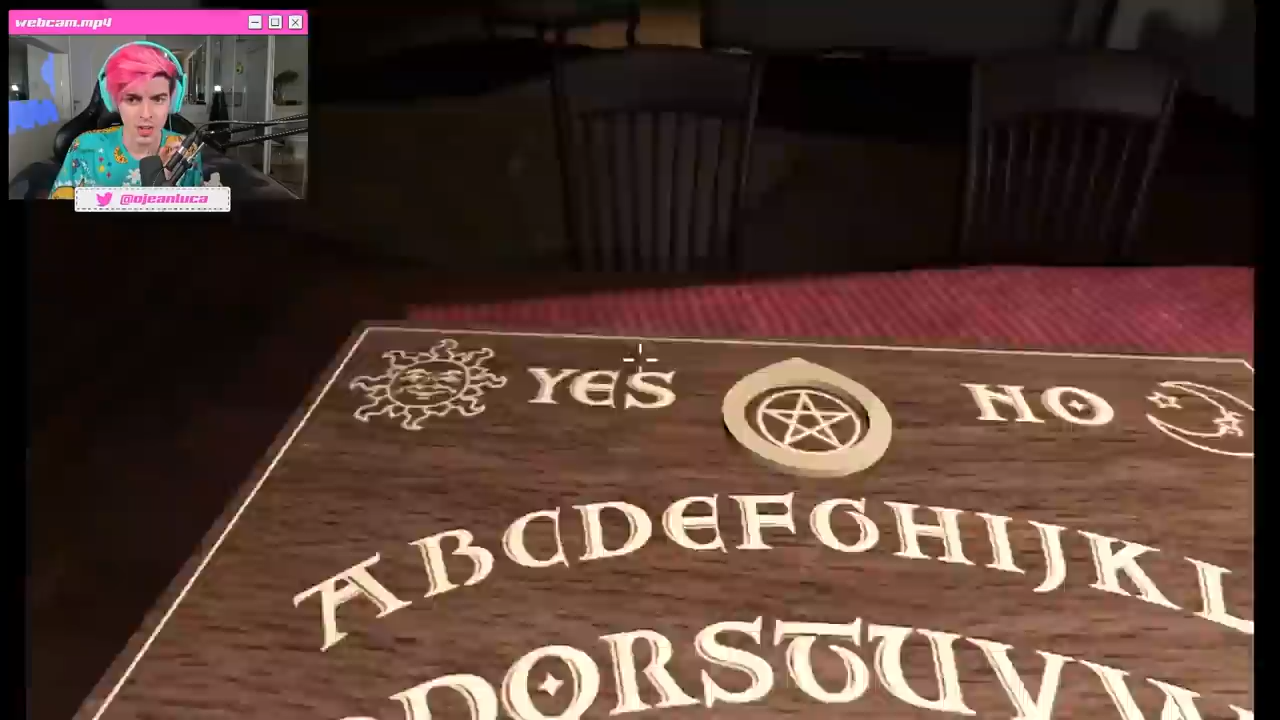 webcam.mp4
@ojeanluca
YES NO
ABCDEFGHIJKL
QRSTUVW